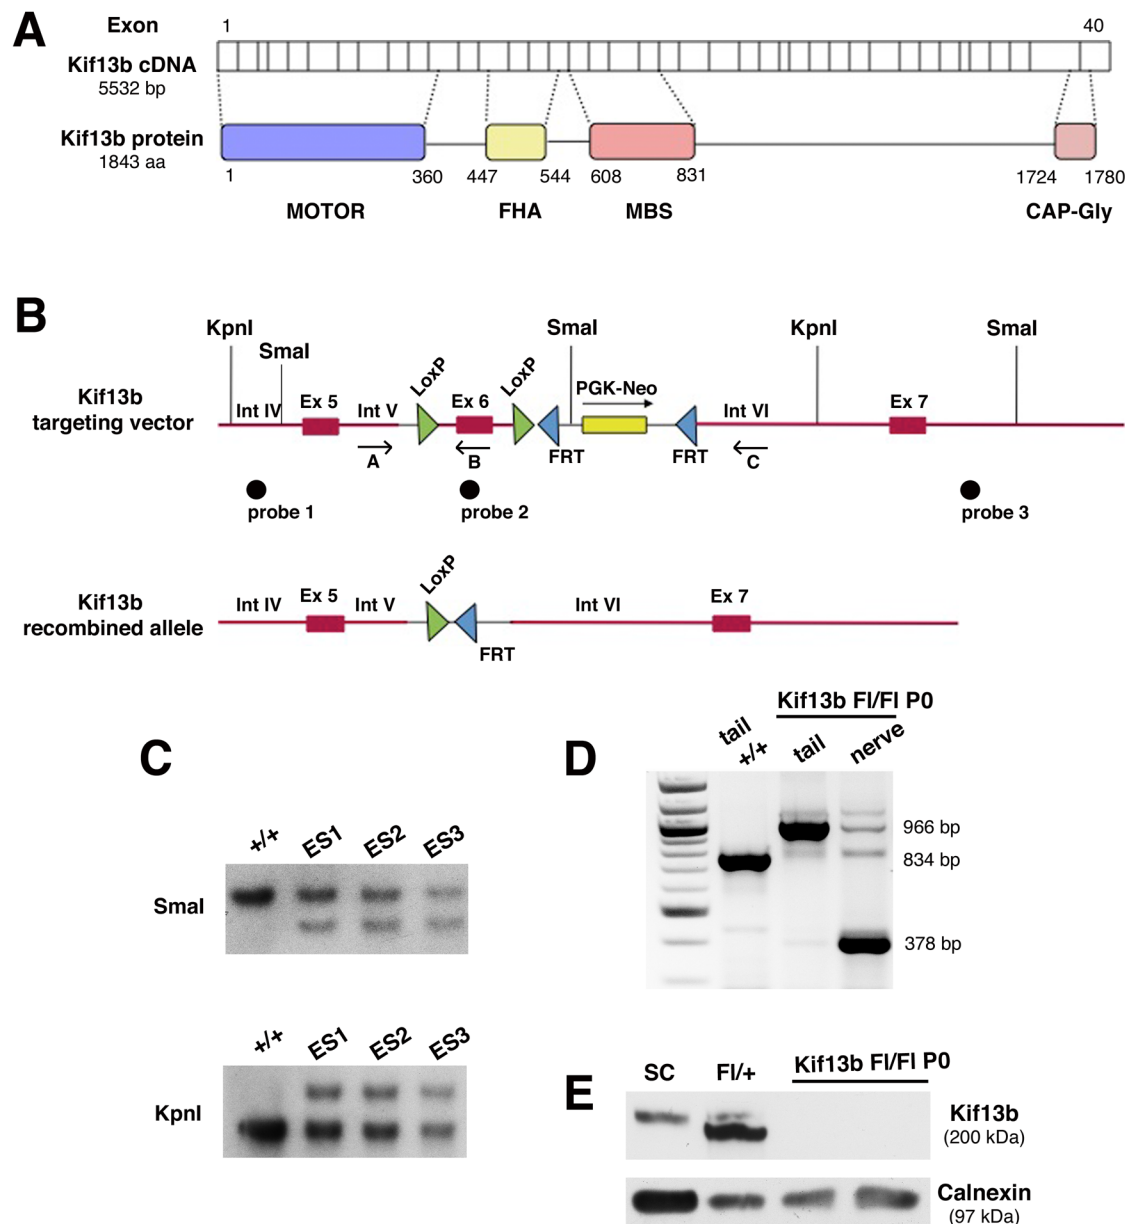 A
Exon
1
40
Kif13b cDNA
5532 bp
Kif13b protein
1843 aa
1
360
447
544
608
831
1724
1780
MOTOR
FHA
MBS
CAP-Gly
B
KpnI
SmaI
SmaI
KpnI
SmaI
Kif13b
targeting vector
Int IV
Ex 5
Int V
LoxP
Ex 6
LoxP
PGK-Neo
Int VI
Ex 7
A
B
FRT
FRT
C
probe 1
probe 2
probe 3
Kif13b
recombined allele
Int IV
Ex 5
Int V
LoxP
FRT
Int VI
Ex 7
C
+/+
ES1
ES2
ES3
SmaI
+/+
ES1
ES2
ES3
KpnI
D
tail
+/+
Kif13b Fl/Fl P0
tail
nerve
966 bp
834 bp
378 bp
E
SC
Fl/+
Kif13b Fl/Fl P0
Kif13b
(200 kDa)
Calnexin
(97 kDa)